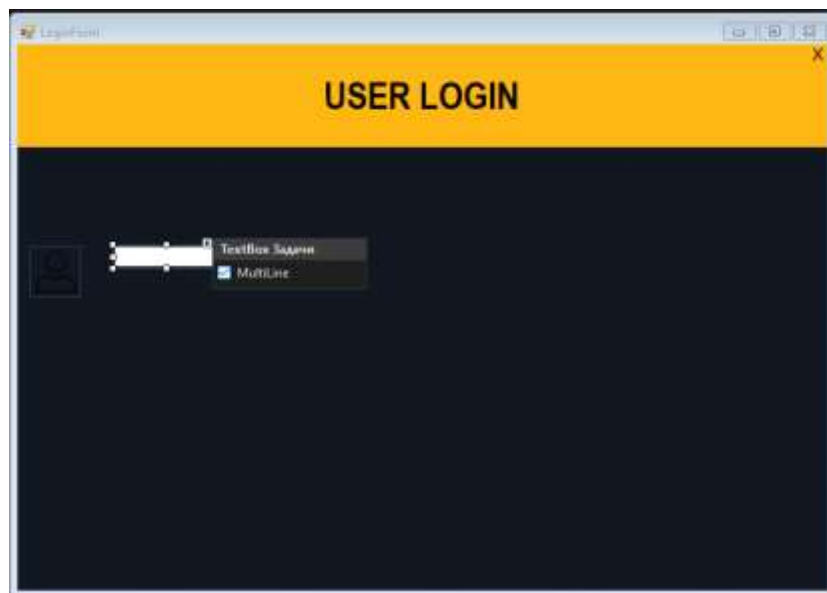 LoginForm
X
USER LOGIN
TextBox Задачи
MultiLine